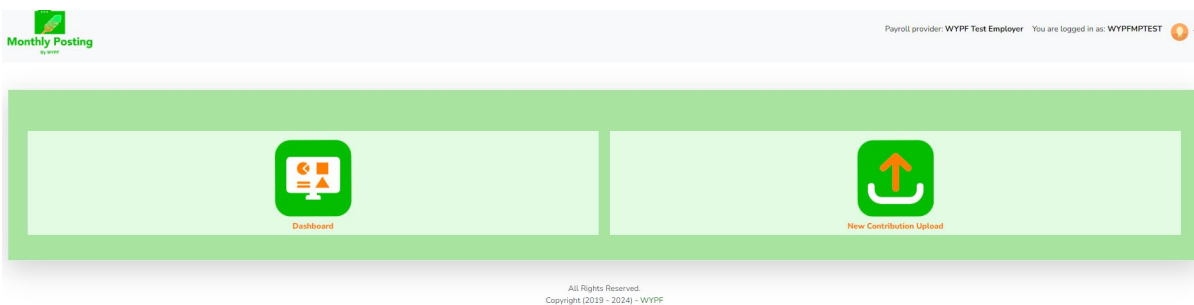 Monthly Posting
By WYPF
Payroll provider: WYPF Test Employer You are logged in as: WYPFMPTEST
Dashboard
New Contribution Upload
All Rights Reserved.
Copyright (2019 - 2024) - WYPF